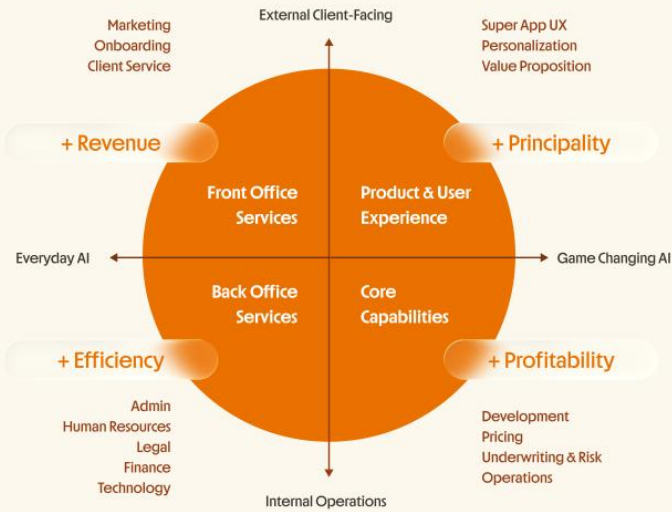 External Client-Facing
Marketing
Onboarding
Client Service
Super App UX
Personalization
Value Proposition
+ Revenue
+ Principality
Front Office
Services
Product & User
Experience
Everyday AI
Game Changing AI
Back Office
Services
Core
Capabilities
+ Efficiency
+ Profitability
Admin
Human Resources
Legal
Finance
Technology
Development
Pricing
Underwriting & Risk
Operations
Internal Operations